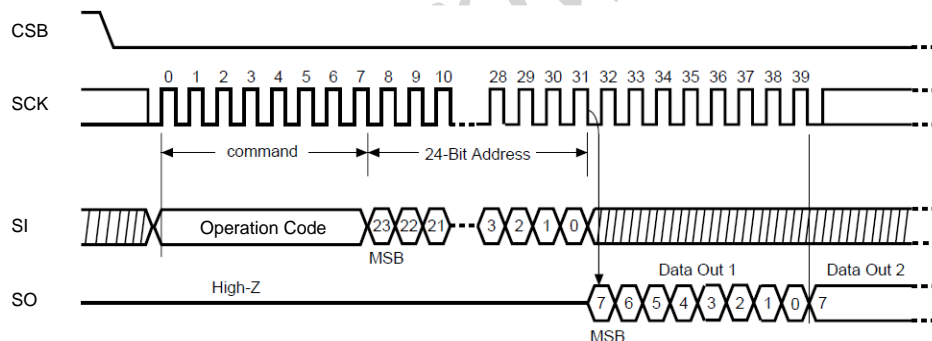 CSB
0 1 2 3 4 5 6 7 8 9 10 28 29 30 31 32 33 34 35 36 37 38 39
SCK
command 24-Bit Address
SI Operation Code 23 22 21 3 2 1 0
MSB
High-Z Data Out 1 Data Out 2
SO 7 6 5 4 3 2 1 0 7
MSB